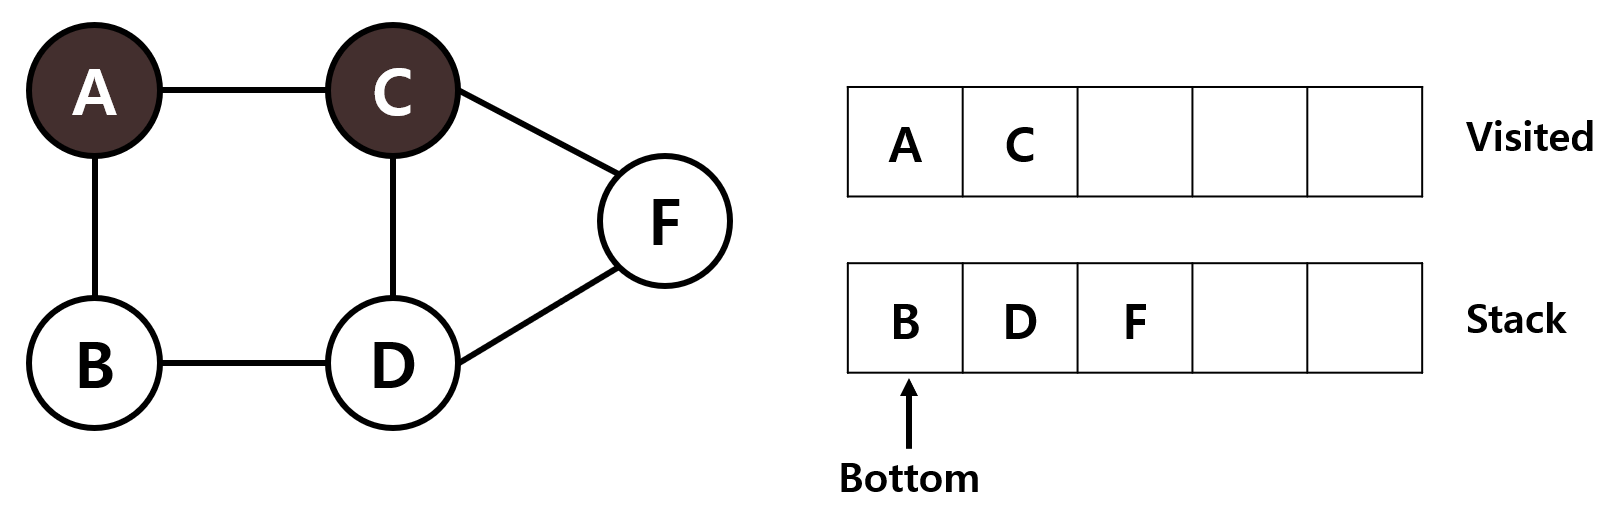 A
C
F
B
D
A C
Visited
B D F
Stack
Bottom